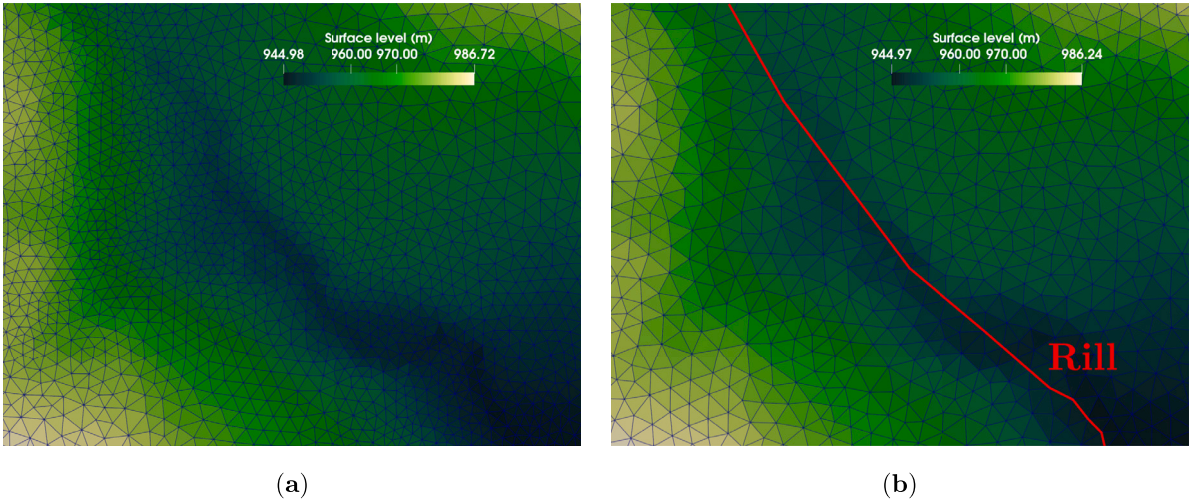 Surface level (m)
944.98 960.00 970.00 986.72
Surface level (m)
944.97 960.00 970.00 986.24
Rill
(a)
(b)